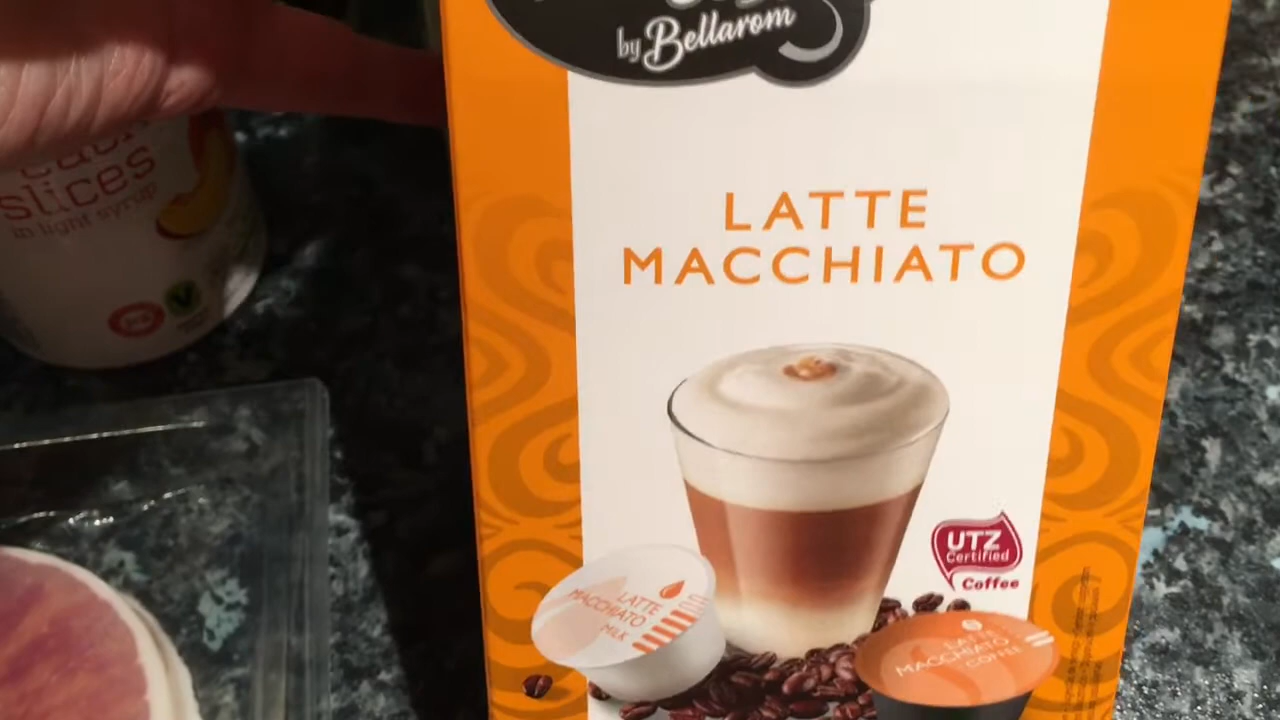 by Bellarom
LATTE
MACCHIATO
slices
in light syrup
UTZ
Certified
Coffee
LATTE
MACCHIATO
MILK
LATTE
MACCHIATO
COFFEE